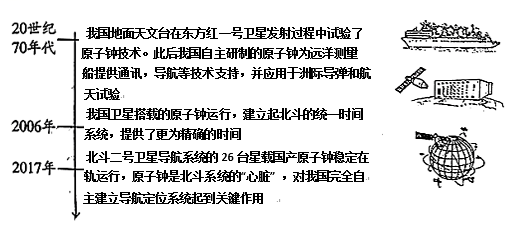 20世纪
70年代
我国地面天文台在东方红一号卫星发射过程中试验了
原子钟技术。此后我国自主研制的原子钟为远洋测量
船提供通讯，导航等技术支持，并应用于洲际导弹和航
天试验
我国卫星搭载的原子钟运行，建立起北斗的统一时间
2006年
系统，提供了更为精确的时间
北斗二号卫星导航系统的26台星载国产原子钟稳定在
2017年
轨运行，原子钟是北斗系统的“心脏”，对我国完全自
主建立导航定位系统起到关键作用